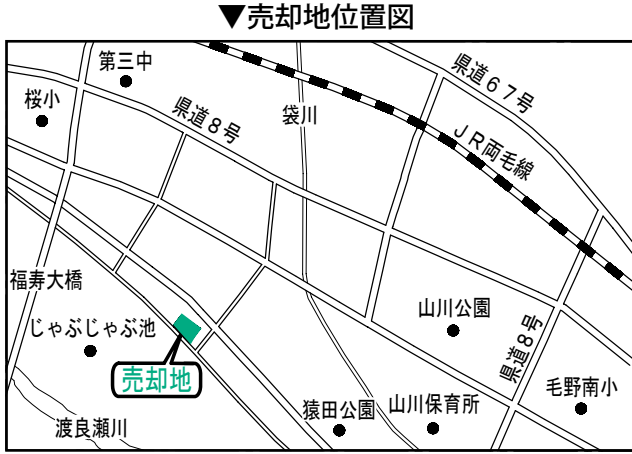 ▼売却地位置図
第三中
県道67号
桜小
県道8号
袋川
JR両毛線
福寿大橋
じゃぶじゃぶ池
山川公園
県道8号
売却地
毛野南小
猿田公園
山川保育所
渡良瀬川